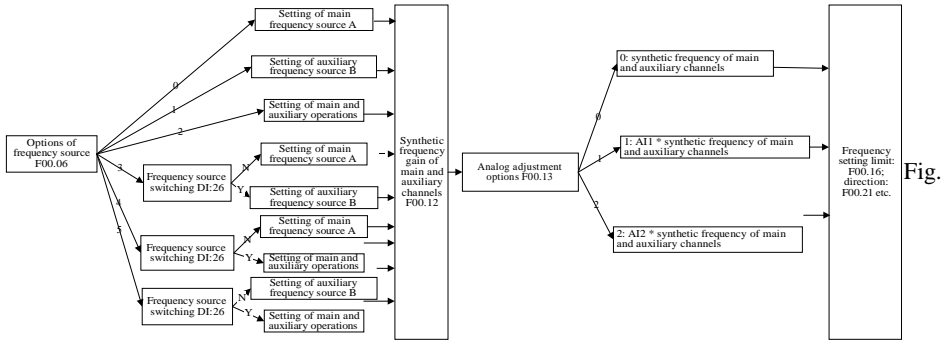 Setting of main
frequency source A
Setting of auxiliary
frequency source B
Setting of main and
auxiliary operations
Options of
frequency source
F00.06
0
1
2
3
4
5
Frequency source
switching DI:26
N
Y
Setting of main
frequency source A
Setting of auxiliary
frequency source B
Frequency source
switching DI:26
N
Y
Setting of main
frequency source A
Setting of main and
auxiliary operations
Frequency source
switching DI:26
N
Y
Setting of auxiliary
frequency source B
Setting of main and
auxiliary operations
Synthetic
frequency
gain of
main and
auxiliary
channels
F00.12
Analog adjustment
options F00.13
0
1
2
0: synthetic frequency of main
and auxiliary channels
1: AI1 * synthetic frequency of main
and auxiliary channels
2: AI2 * synthetic frequency of main
and auxiliary channels
Frequency
setting limit:
F00.16;
direction:
F00.21 etc.
Fig.